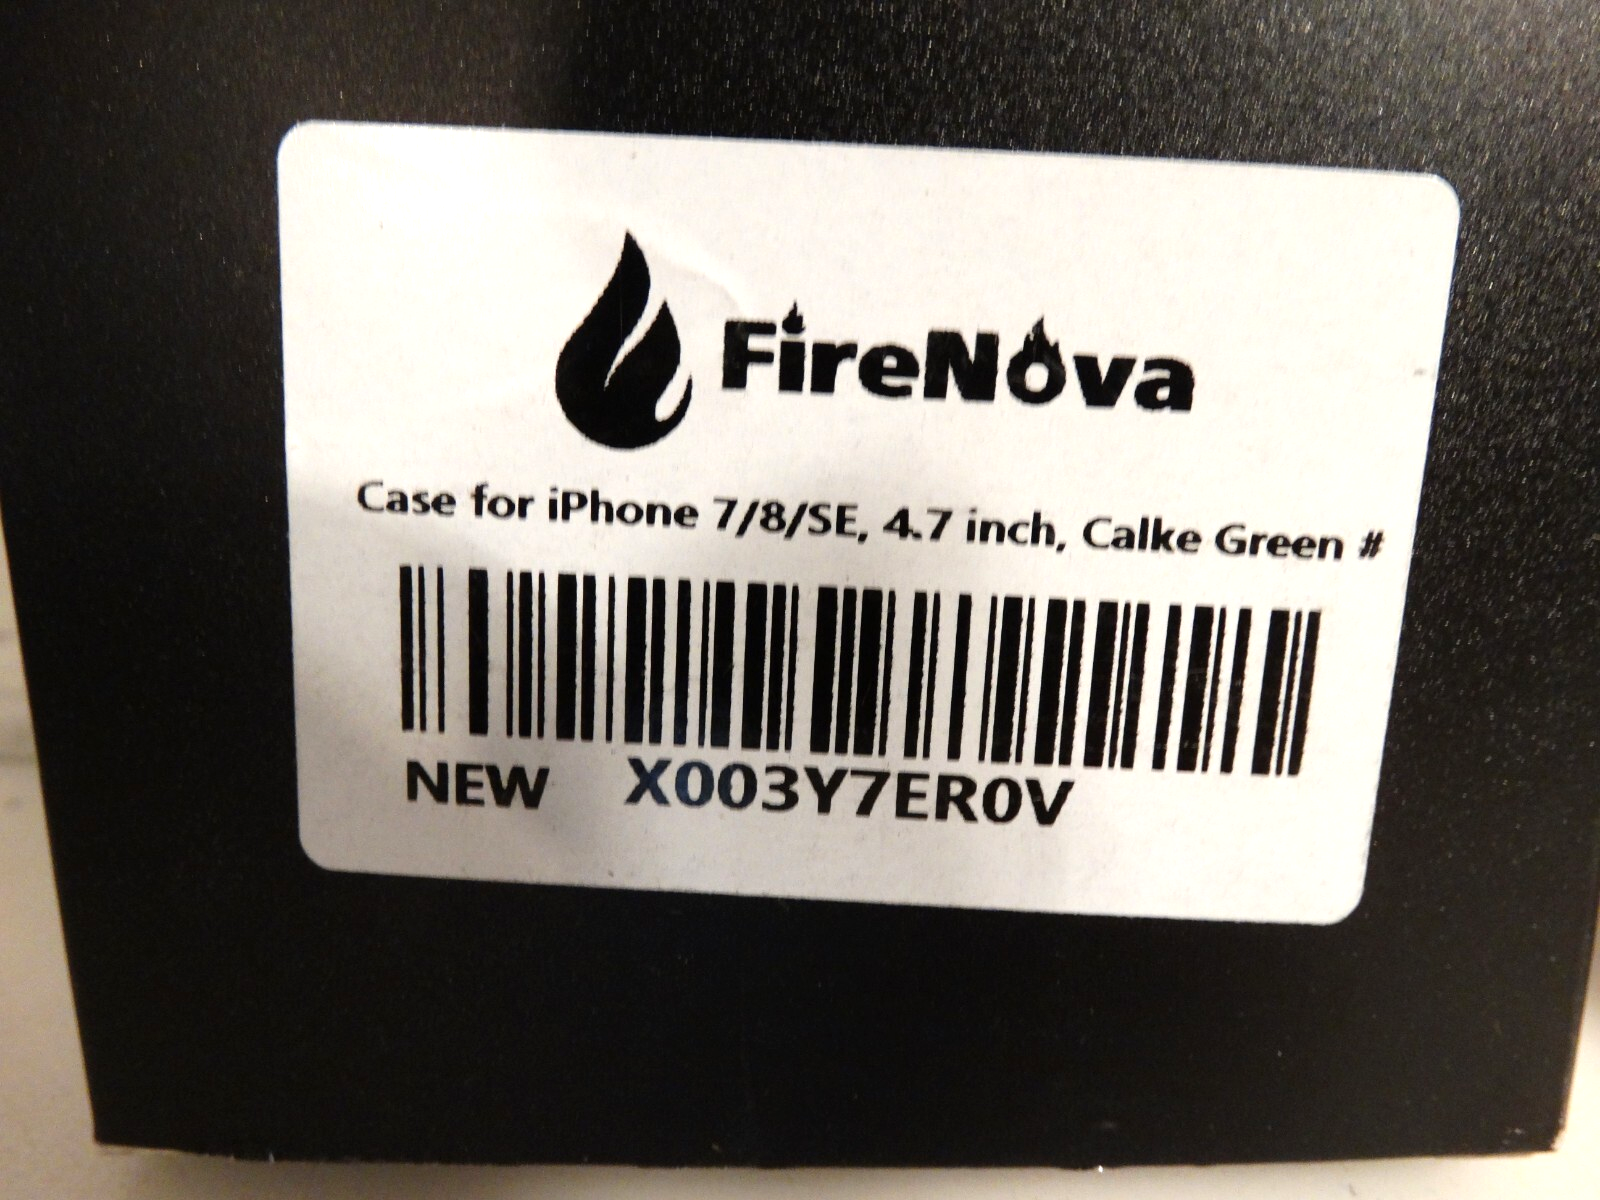 FireNova
Case for iPhone 7/8/SE, 4.7 inch, Calke Green #
NEW X003Y7ER0V